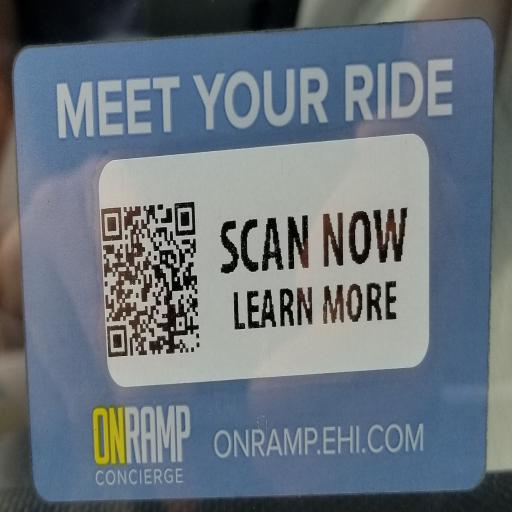 MEET YOUR RIDE
SCAN NOW
LEARN MORE
ONRAMP
CONCIERGE
ONRAMP.EHI.COM